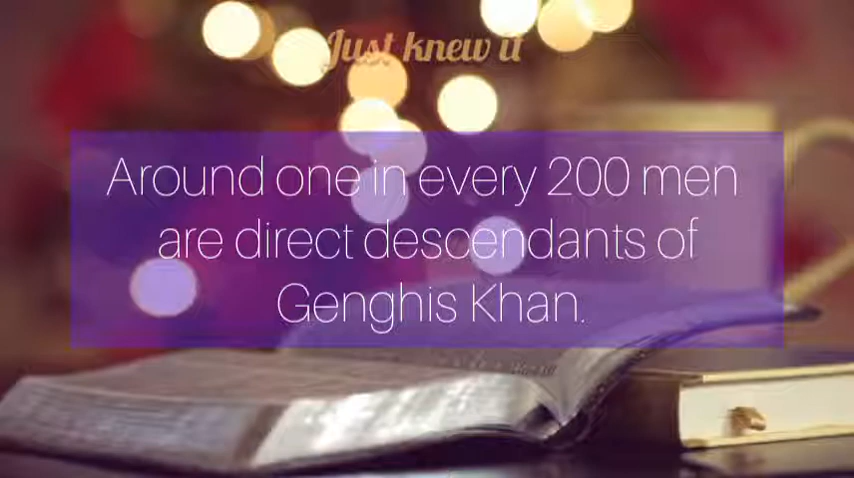 Just knew it
Around one in every 200 men
are direct descendants of
Genghis Khan.